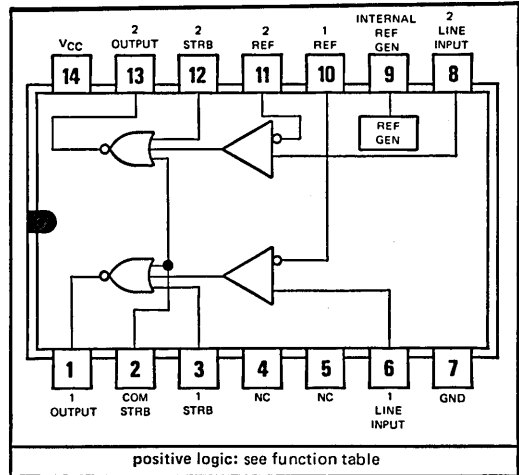 2 2 2 1 INTERNAL 2
VCC OUTPUT STRB REF REF REF GEN LINE INPUT
14 13 12 11 10 9 8
REF
GEN
1 2 3 4 5 6 7
1 OUTPUT COM STRB 1 STRB NC NC 1 LINE INPUT GND
positive logic: see function table